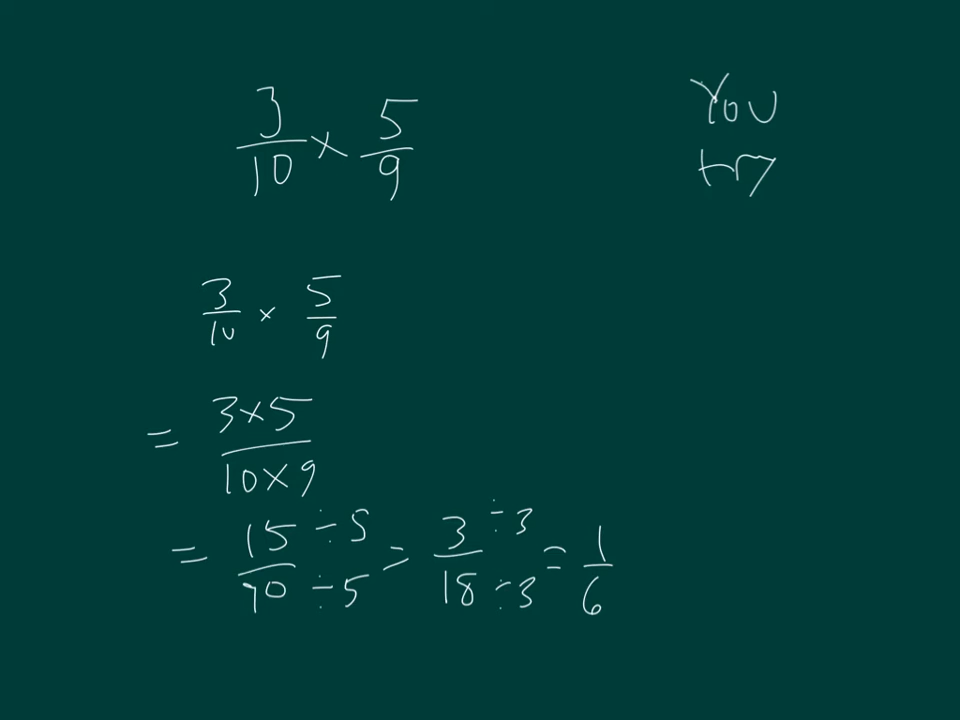 3/10 × 5/9
You
try
3/10 × 5/9
= 3×5/10×9
= 15÷5/90÷5 = 3÷3/18÷3 = 1/6